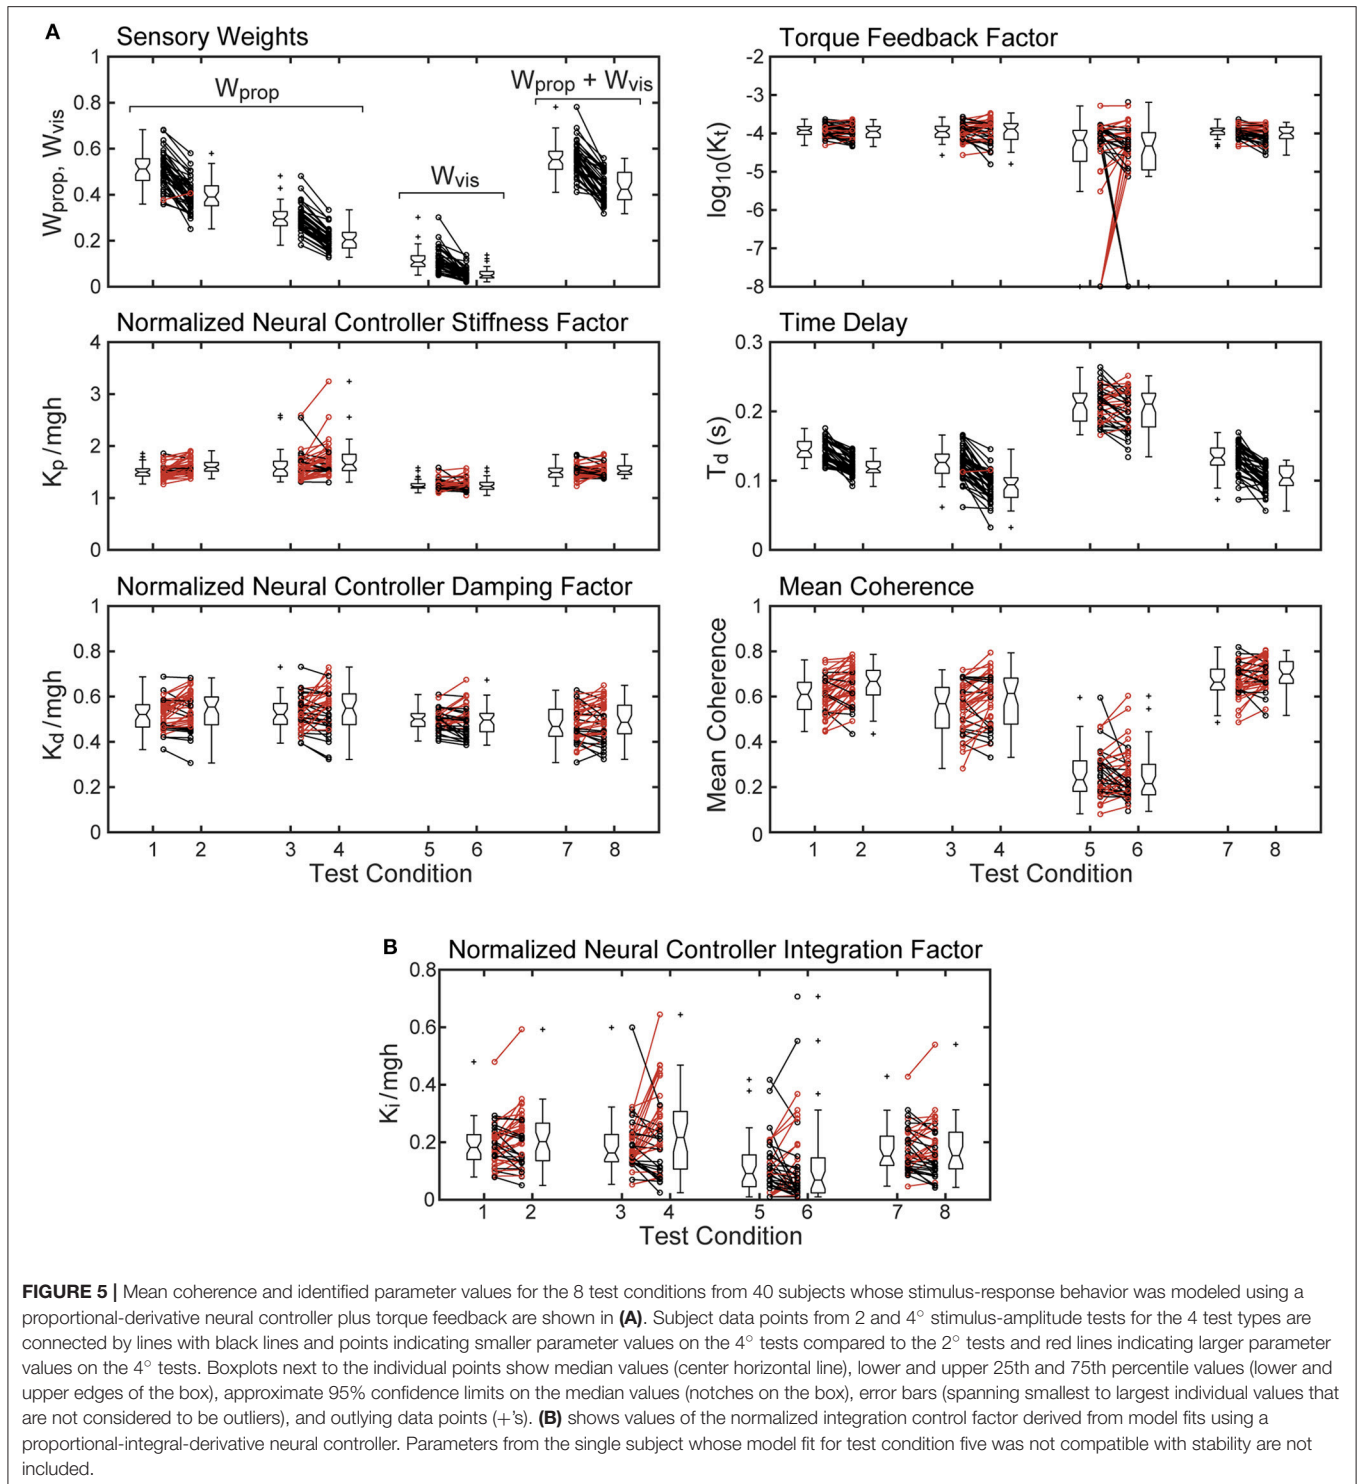 A
Sensory Weights
1
0.8
0.6
0.4
0.2
0
Wprop, Wvis
Wprop
Wvis
Wprop + Wvis
Torque Feedback Factor
-2
-3
-4
-5
-6
-7
-8
log10(Kt)
Normalized Neural Controller Stiffness Factor
4
3
2
1
0
Kp/mgh
Time Delay
0.3
0.2
0.1
0
Td (s)
Normalized Neural Controller Damping Factor
1
0.8
0.6
0.4
0.2
0
Kd/mgh
1 2 3 4 5 6 7 8
Test Condition
Mean Coherence
1
0.8
0.6
0.4
0.2
0
Mean Coherence
1 2 3 4 5 6 7 8
Test Condition
B
Normalized Neural Controller Integration Factor
0.8
0.6
0.4
0.2
0
Ki/mgh
1 2 3 4 5 6 7 8
Test Condition
FIGURE 5 | Mean coherence and identified parameter values for the 8 test conditions from 40 subjects whose stimulus-response behavior was modeled using a
proportional-derivative neural controller plus torque feedback are shown in (A). Subject data points from 2 and 4° stimulus-amplitude tests for the 4 test types are
connected by lines with black lines and points indicating smaller parameter values on the 4° tests compared to the 2° tests and red lines indicating larger parameter
values on the 4° tests. Boxplots next to the individual points show median values (center horizontal line), lower and upper 25th and 75th percentile values (lower and
upper edges of the box), approximate 95% confidence limits on the median values (notches on the box), error bars (spanning smallest to largest individual values that
are not considered to be outliers), and outlying data points (+'s). (B) shows values of the normalized integration control factor derived from model fits using a
proportional-integral-derivative neural controller. Parameters from the single subject whose model fit for test condition five was not compatible with stability are not
included.